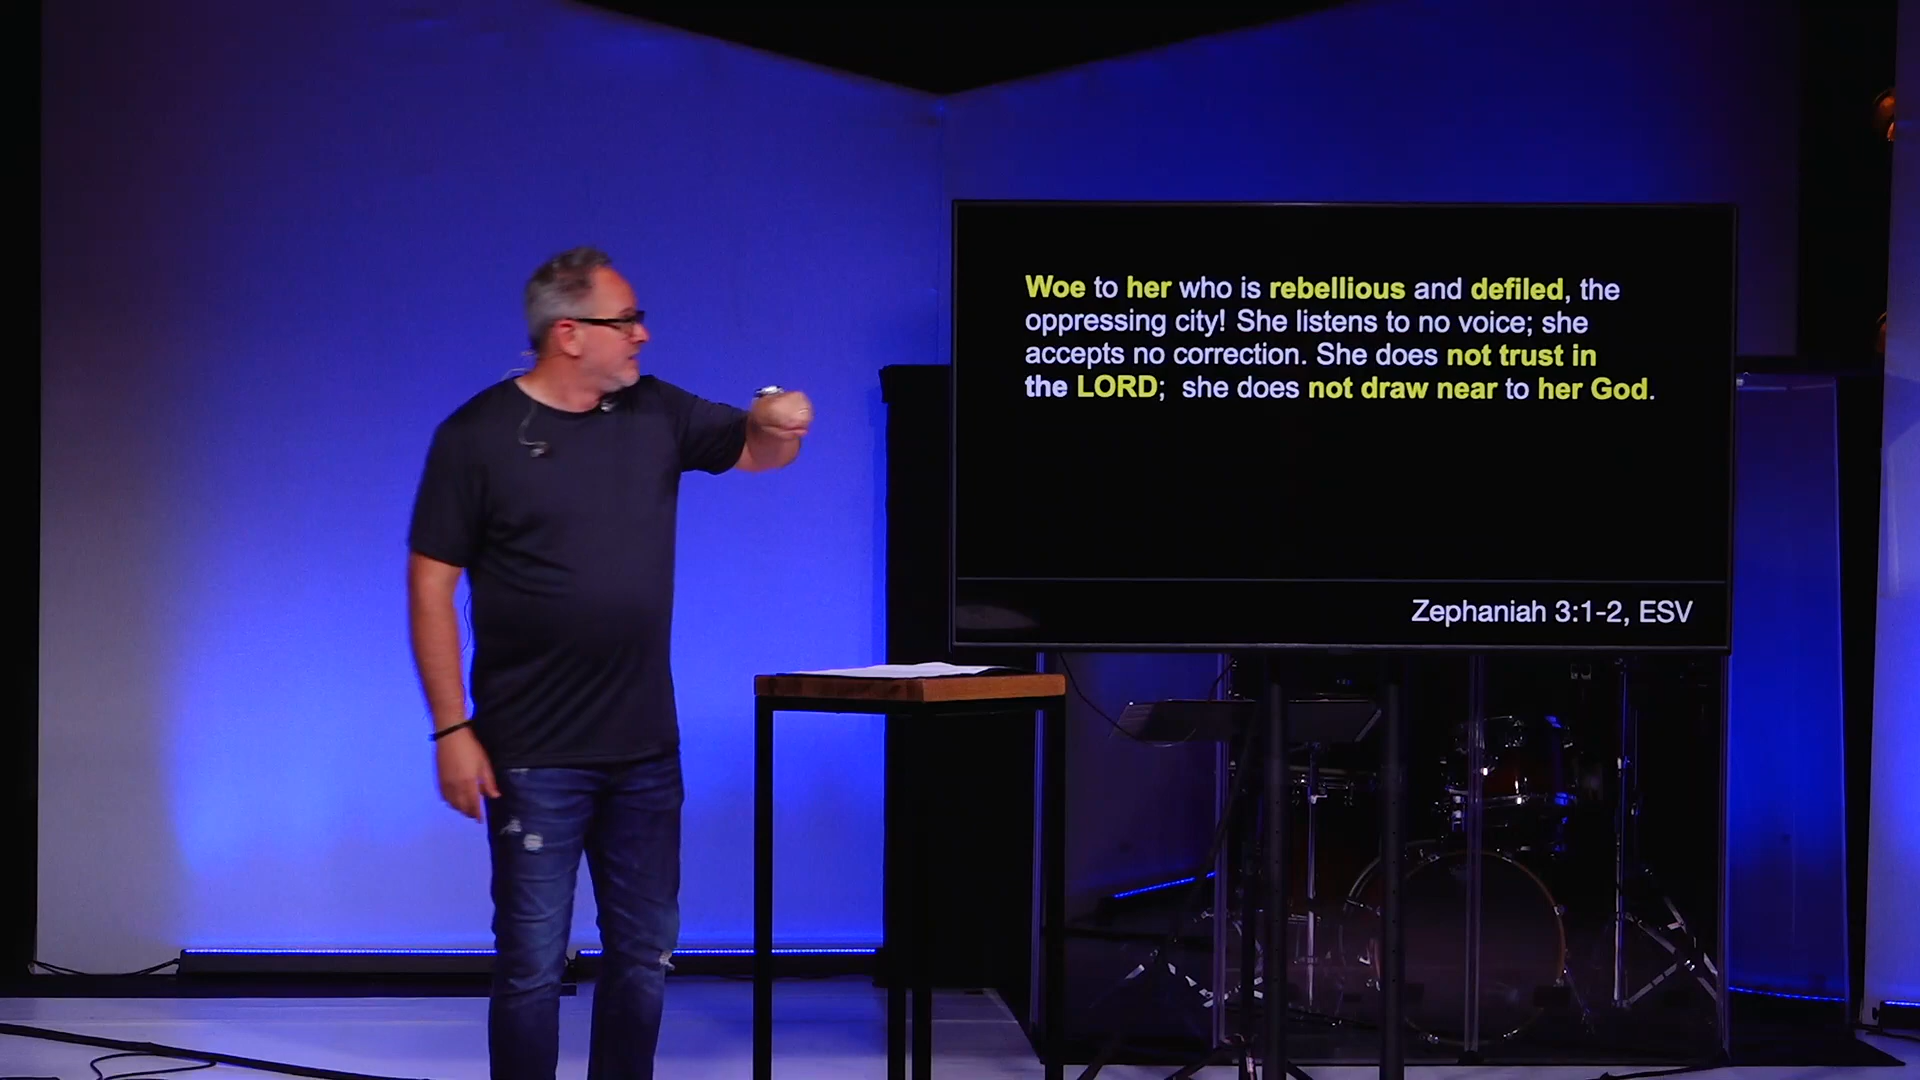 Woe to her who is rebellious and defiled, the
oppressing city! She listens to no voice; she
accepts no correction. She does not trust in
the LORD;  she does not draw near to her God.
Zephaniah 3:1-2, ESV